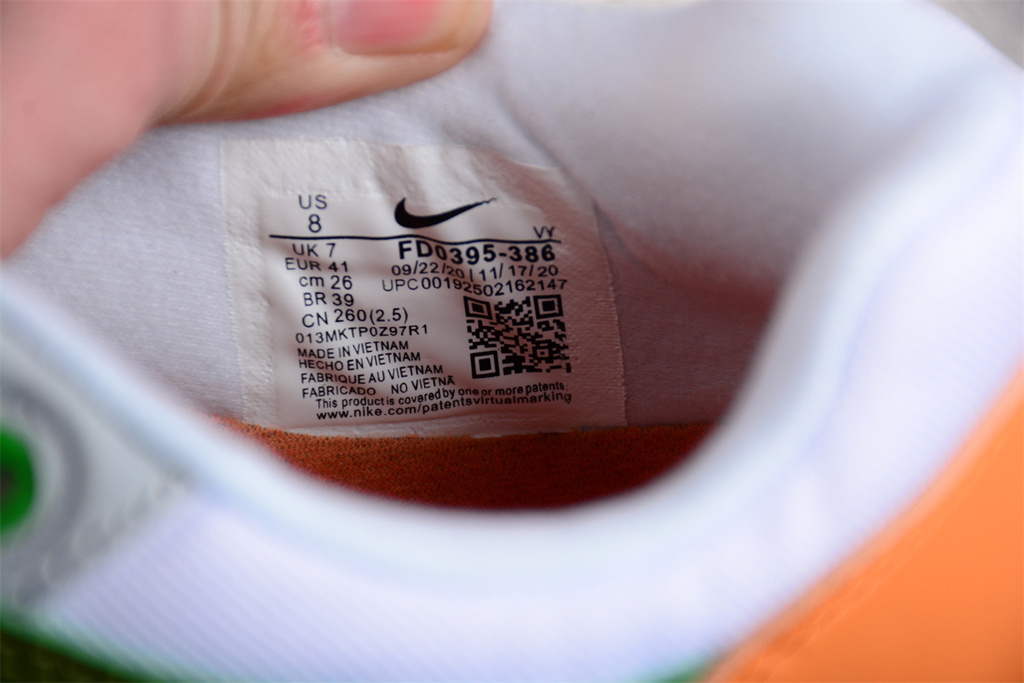 US
8
VY
UK 7
FD0395-386
EUR 41
09/22/20 | 11/17/20
cm 26
UPC00192502162147
BR 39
CN 260(2.5)
013MKTP0Z97R1
MADE IN VIETNAM
HECHO EN VIETNAM
FABRIQUE AU VIETNAM
FABRICADO NO VIETNÃ
This product is covered by one or more patents
www.nike.com/patentsvirtualmarking